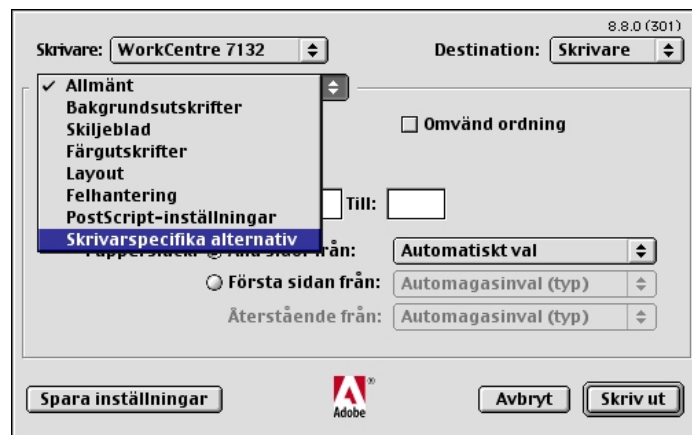 8.8.0 (301)
Skrivare: WorkCentre 7132 Destination: Skrivare
✓ Allmänt
Bakgrundsutskrifter
Skiljeblad
Färgutskrifter
Layout
Felhantering
PostScript-inställningar
Skrivarspecifika alternativ
Omvänd ordning
Till:
från: Automatiskt val
Första sidan från: Automagasinval (typ)
Återstående från: Automagasinval (typ)
Spara inställningar Adobe® Avbryt Skriv ut